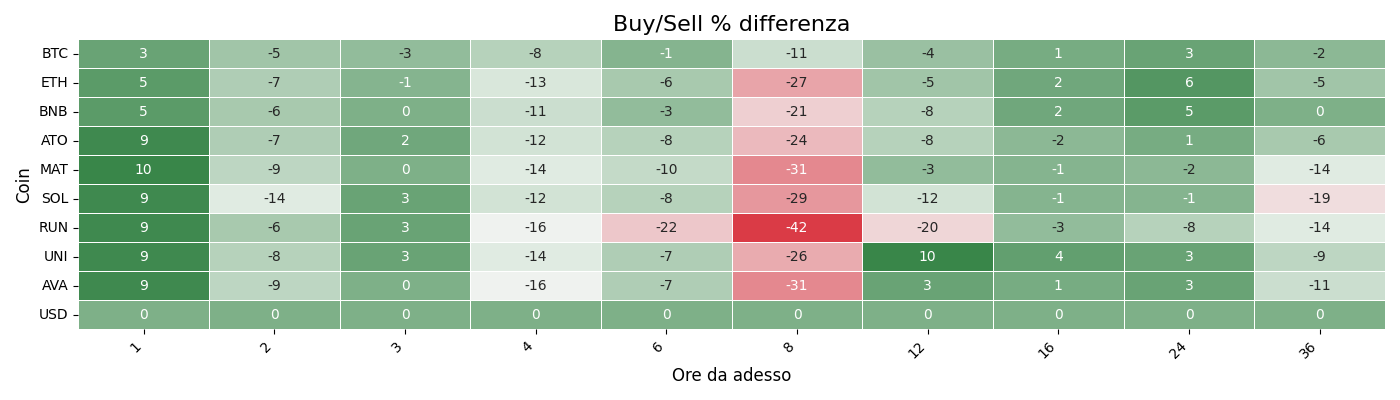 Buy/Sell % differenza
Coin
BTC 3 -5 -3 -8 -1 -11 -4 1 3 -2
ETH 5 -7 -1 -13 -6 -27 -5 2 6 -5
BNB 5 -6 0 -11 -3 -21 -8 2 5 0
ATO 9 -7 2 -12 -8 -24 -8 -2 1 -6
MAT 10 -9 0 -14 -10 -31 -3 -1 -2 -14
SOL 9 -14 3 -12 -8 -29 -12 -1 -1 -19
RUN 9 -6 3 -16 -22 -42 -20 -3 -8 -14
UNI 9 -8 3 -14 -7 -26 10 4 3 -9
AVA 9 -9 0 -16 -7 -31 3 1 3 -11
USD 0 0 0 0 0 0 0 0 0 0
1 2 3 4 6 8 12 16 24 36
Ore da adesso